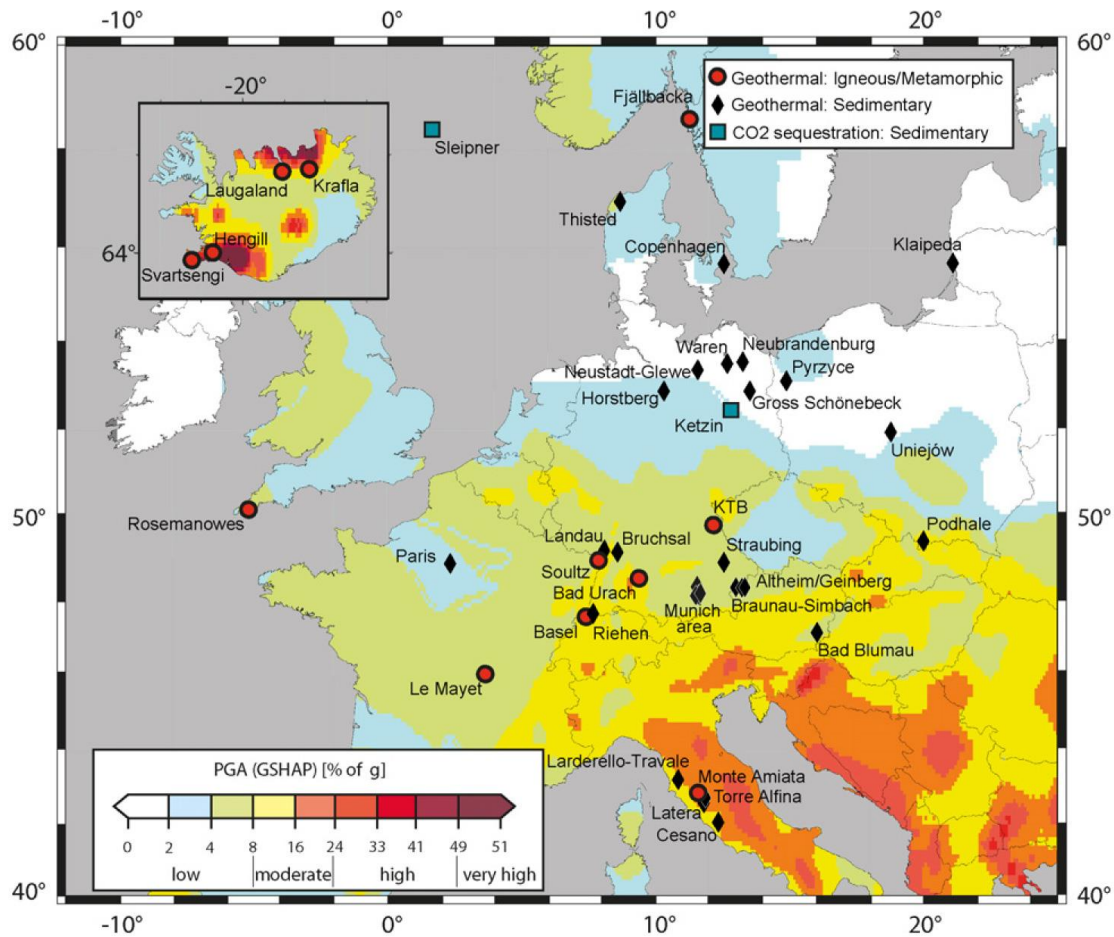 -10°
0°
10°
20°
60°
60°
-20°
Geothermal: Igneous/Metamorphic
Geothermal: Sedimentary
CO2 sequestration: Sedimentary
Fjällbacka
Sleipner
Laugaland
Krafla
Thisted
Hengill
64°
Svartsengi
Copenhagen
Klaipeda
Waren
Neubrandenburg
Neustadt-Glewe
Pyrzyce
Horstberg
Gross Schönebeck
Ketzin
Uniejów
50°
50°
Rosemanowes
KTB
Podhale
Landau
Bruchsal
Straubing
Paris
Soultz
Altheim/Geinberg
Bad Urach
Munich
area
Braunau-Simbach
Basel
Riehen
Bad Blumau
Le Mayet
Larderello-Travale
Monte Amiata
Torre Alfina
Latera
Cesano
PGA (GSHAP) [% of g]
0 2 4 8 16 24 33 41 49 51
low moderate high very high
40°
40°
-10°
0°
10°
20°